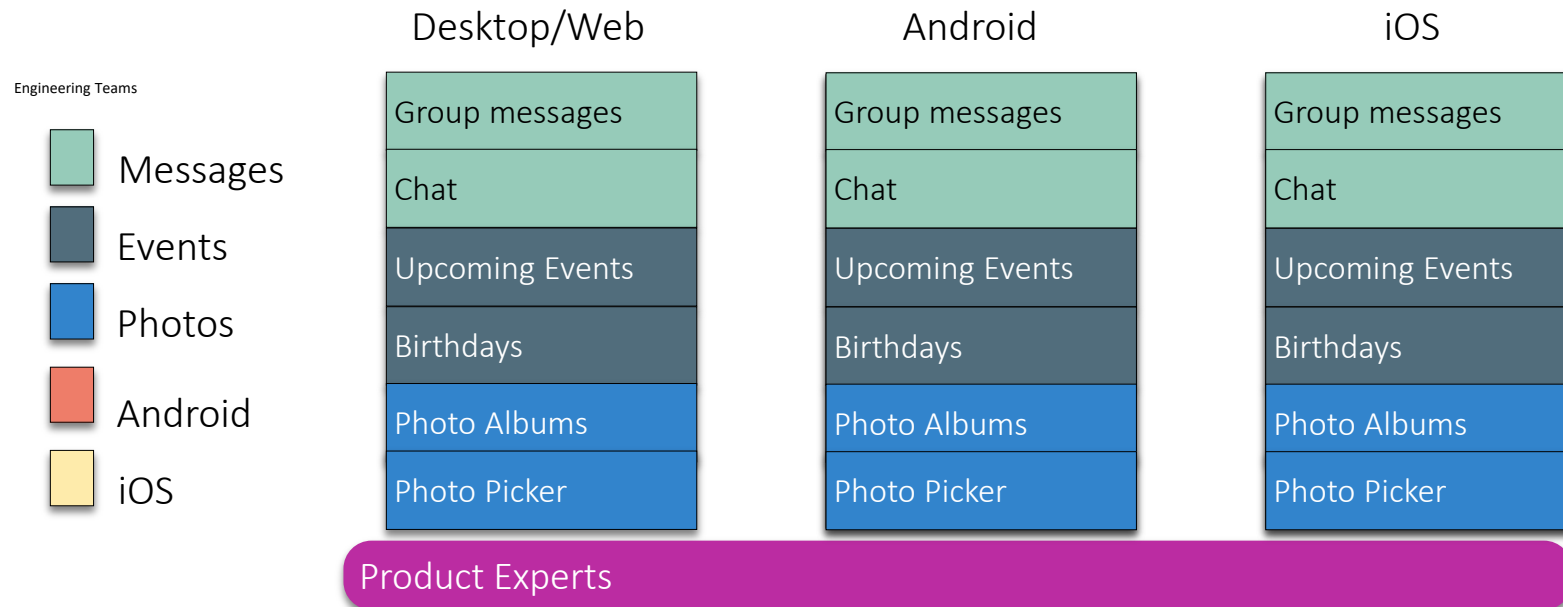 Desktop/Web
Android
iOS
Engineering Teams
Messages
Events
Photos
Android
iOS
Group messages
Chat
Upcoming Events
Birthdays
Photo Albums
Photo Picker
Group messages
Chat
Upcoming Events
Birthdays
Photo Albums
Photo Picker
Group messages
Chat
Upcoming Events
Birthdays
Photo Albums
Photo Picker
Product Experts